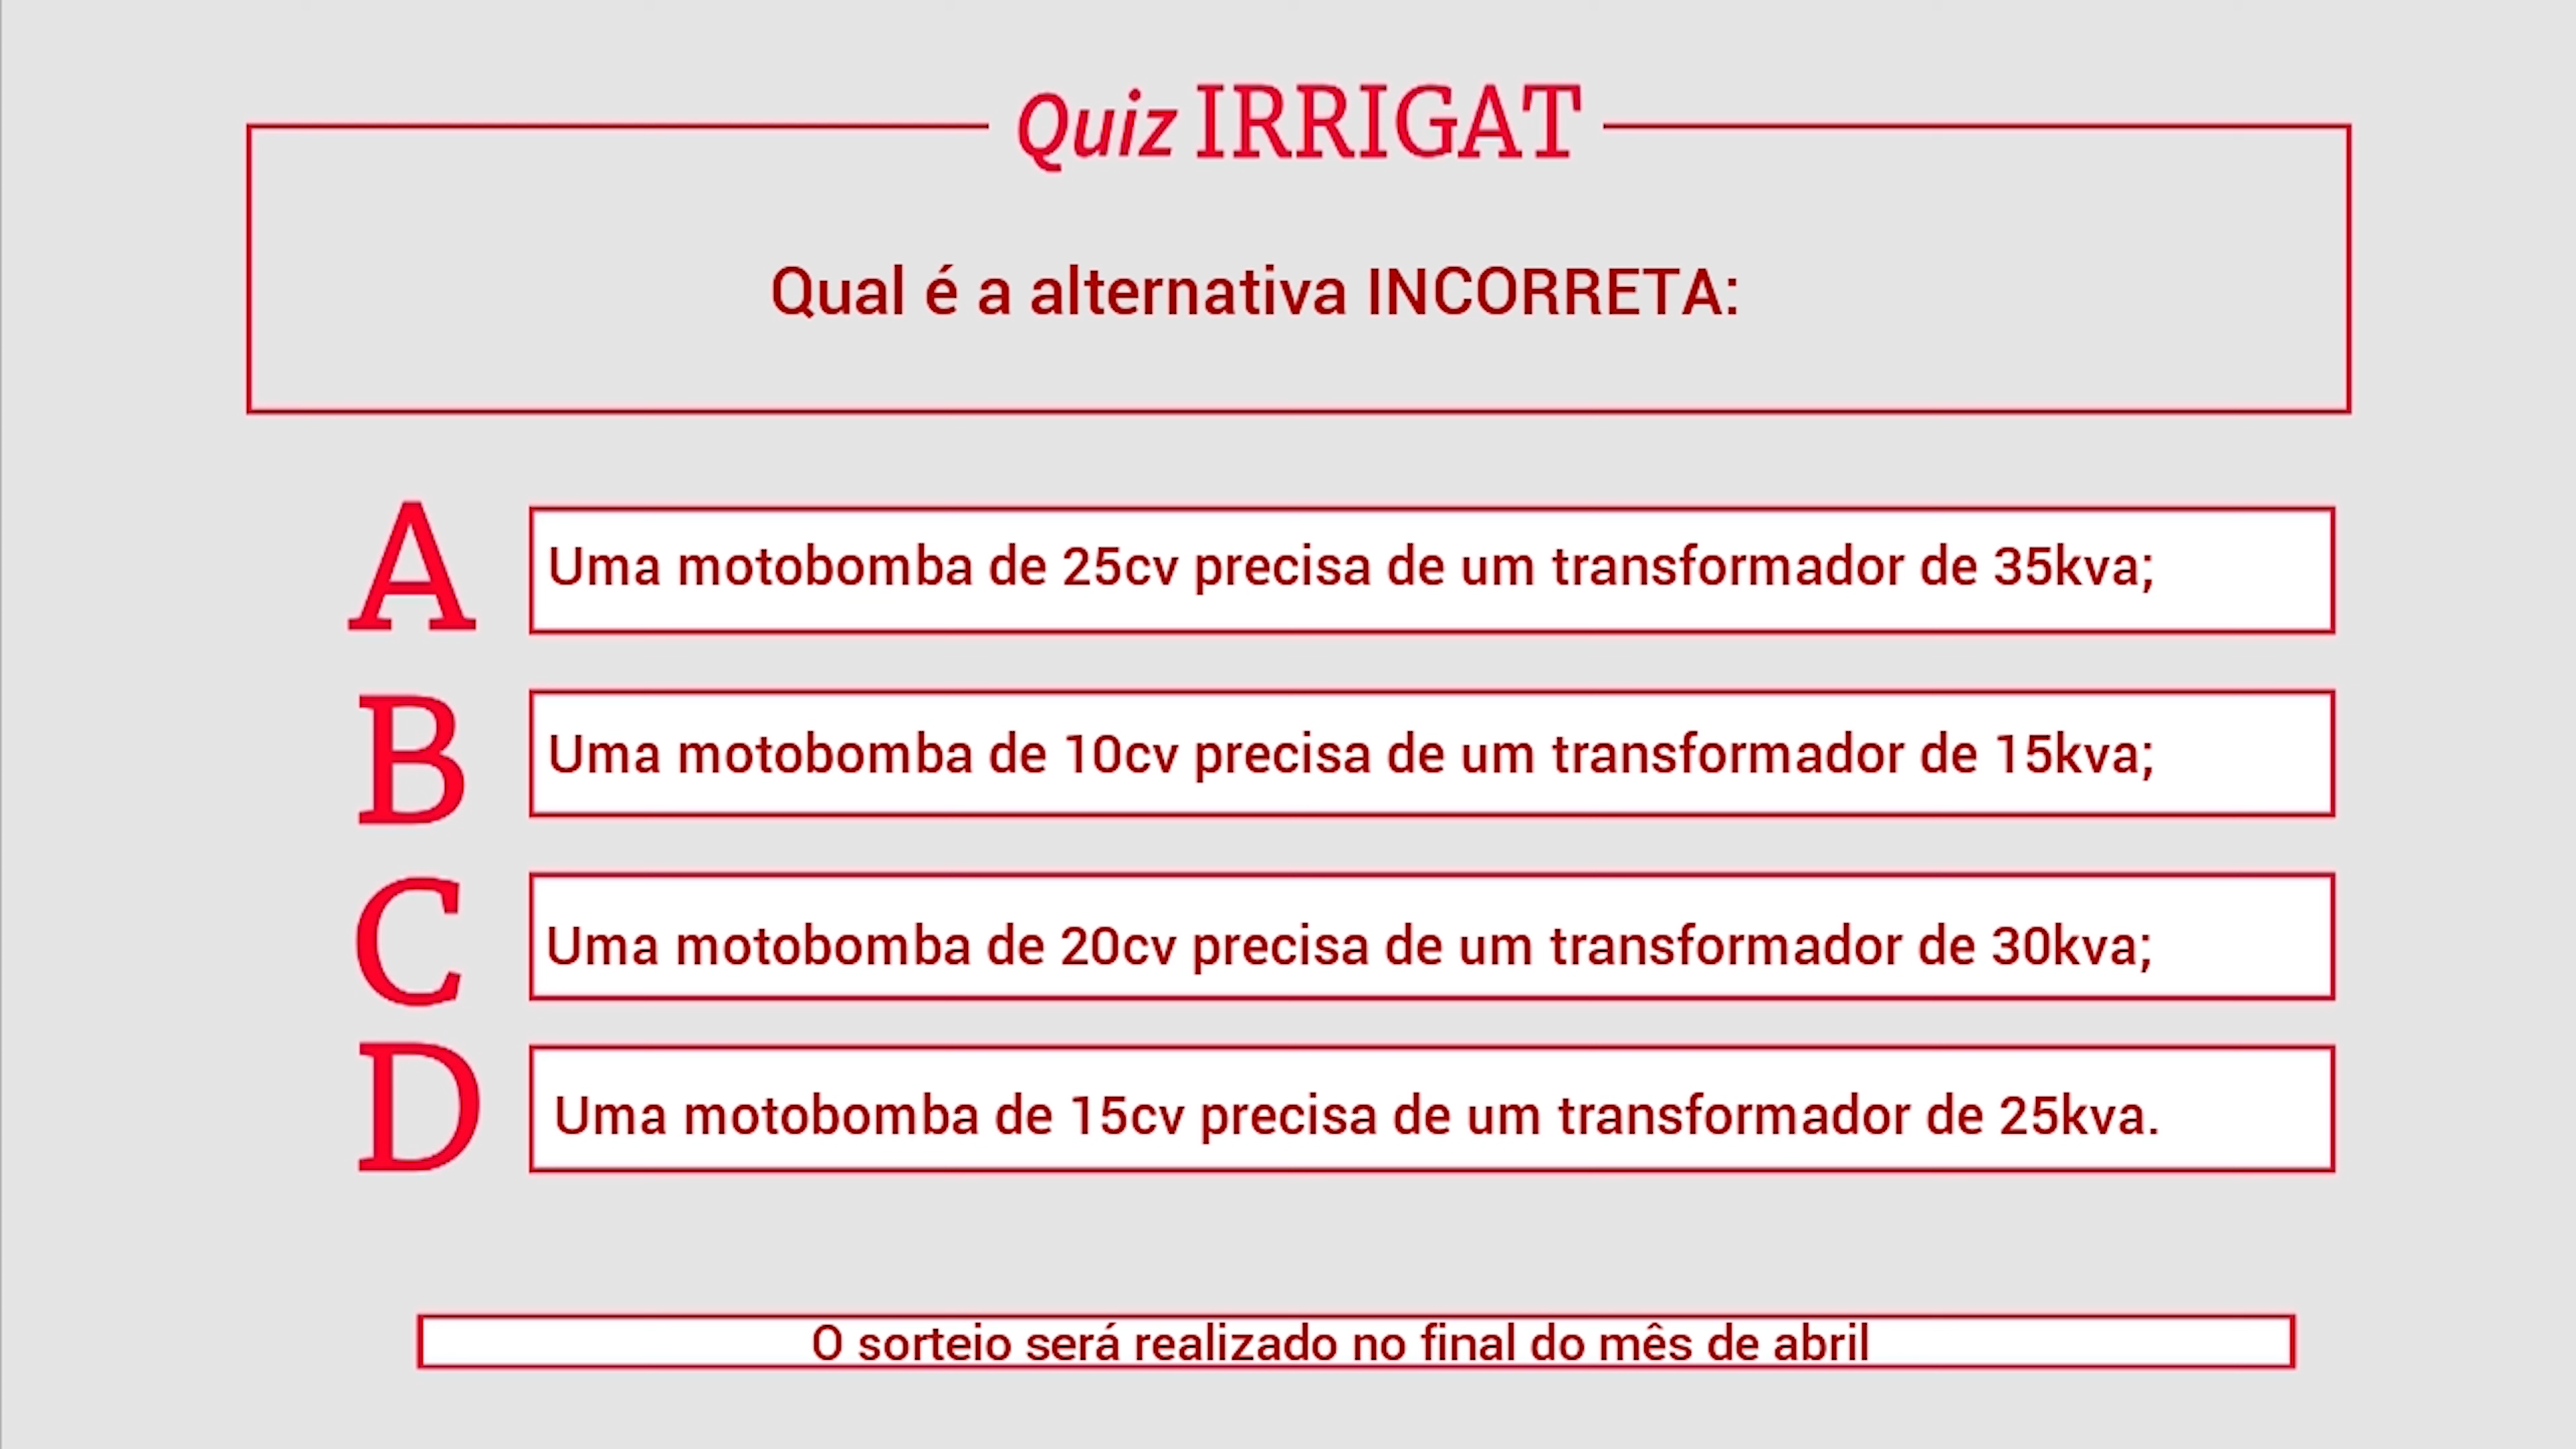 Quiz IRRIGAT
Qual é a alternativa INCORRETA:
A Uma motobomba de 25cv precisa de um transformador de 35kva;
B Uma motobomba de 10cv precisa de um transformador de 15kva;
C Uma motobomba de 20cv precisa de um transformador de 30kva;
D Uma motobomba de 15cv precisa de um transformador de 25kva.
O sorteio será realizado no final do mês de abril